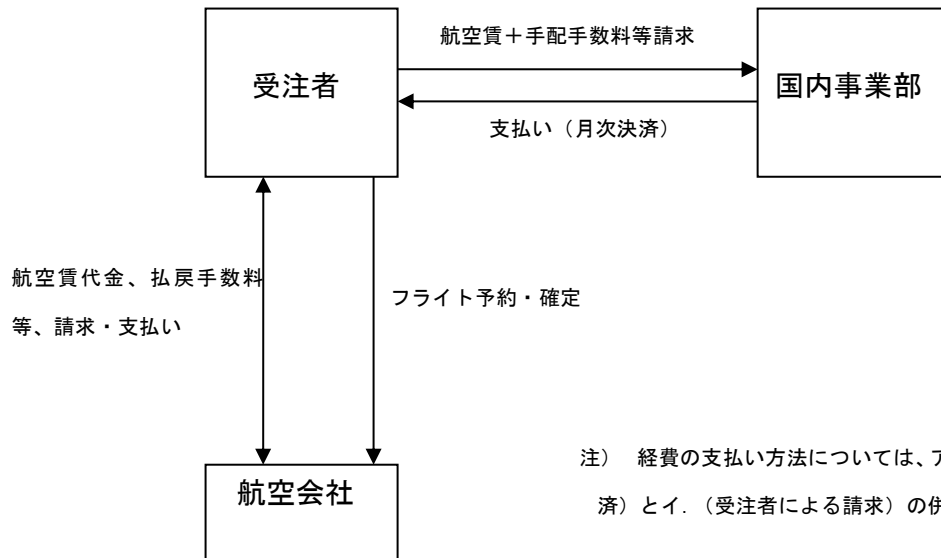 航空賃＋手配手数料等請求
受注者
国内事業部
支払い（月次決済）
航空賃代金、払戻手数料
等、請求・支払い
フライト予約・確定
注） 経費の支払い方法については、
済）とイ．（受注者による請求）の
航空会社